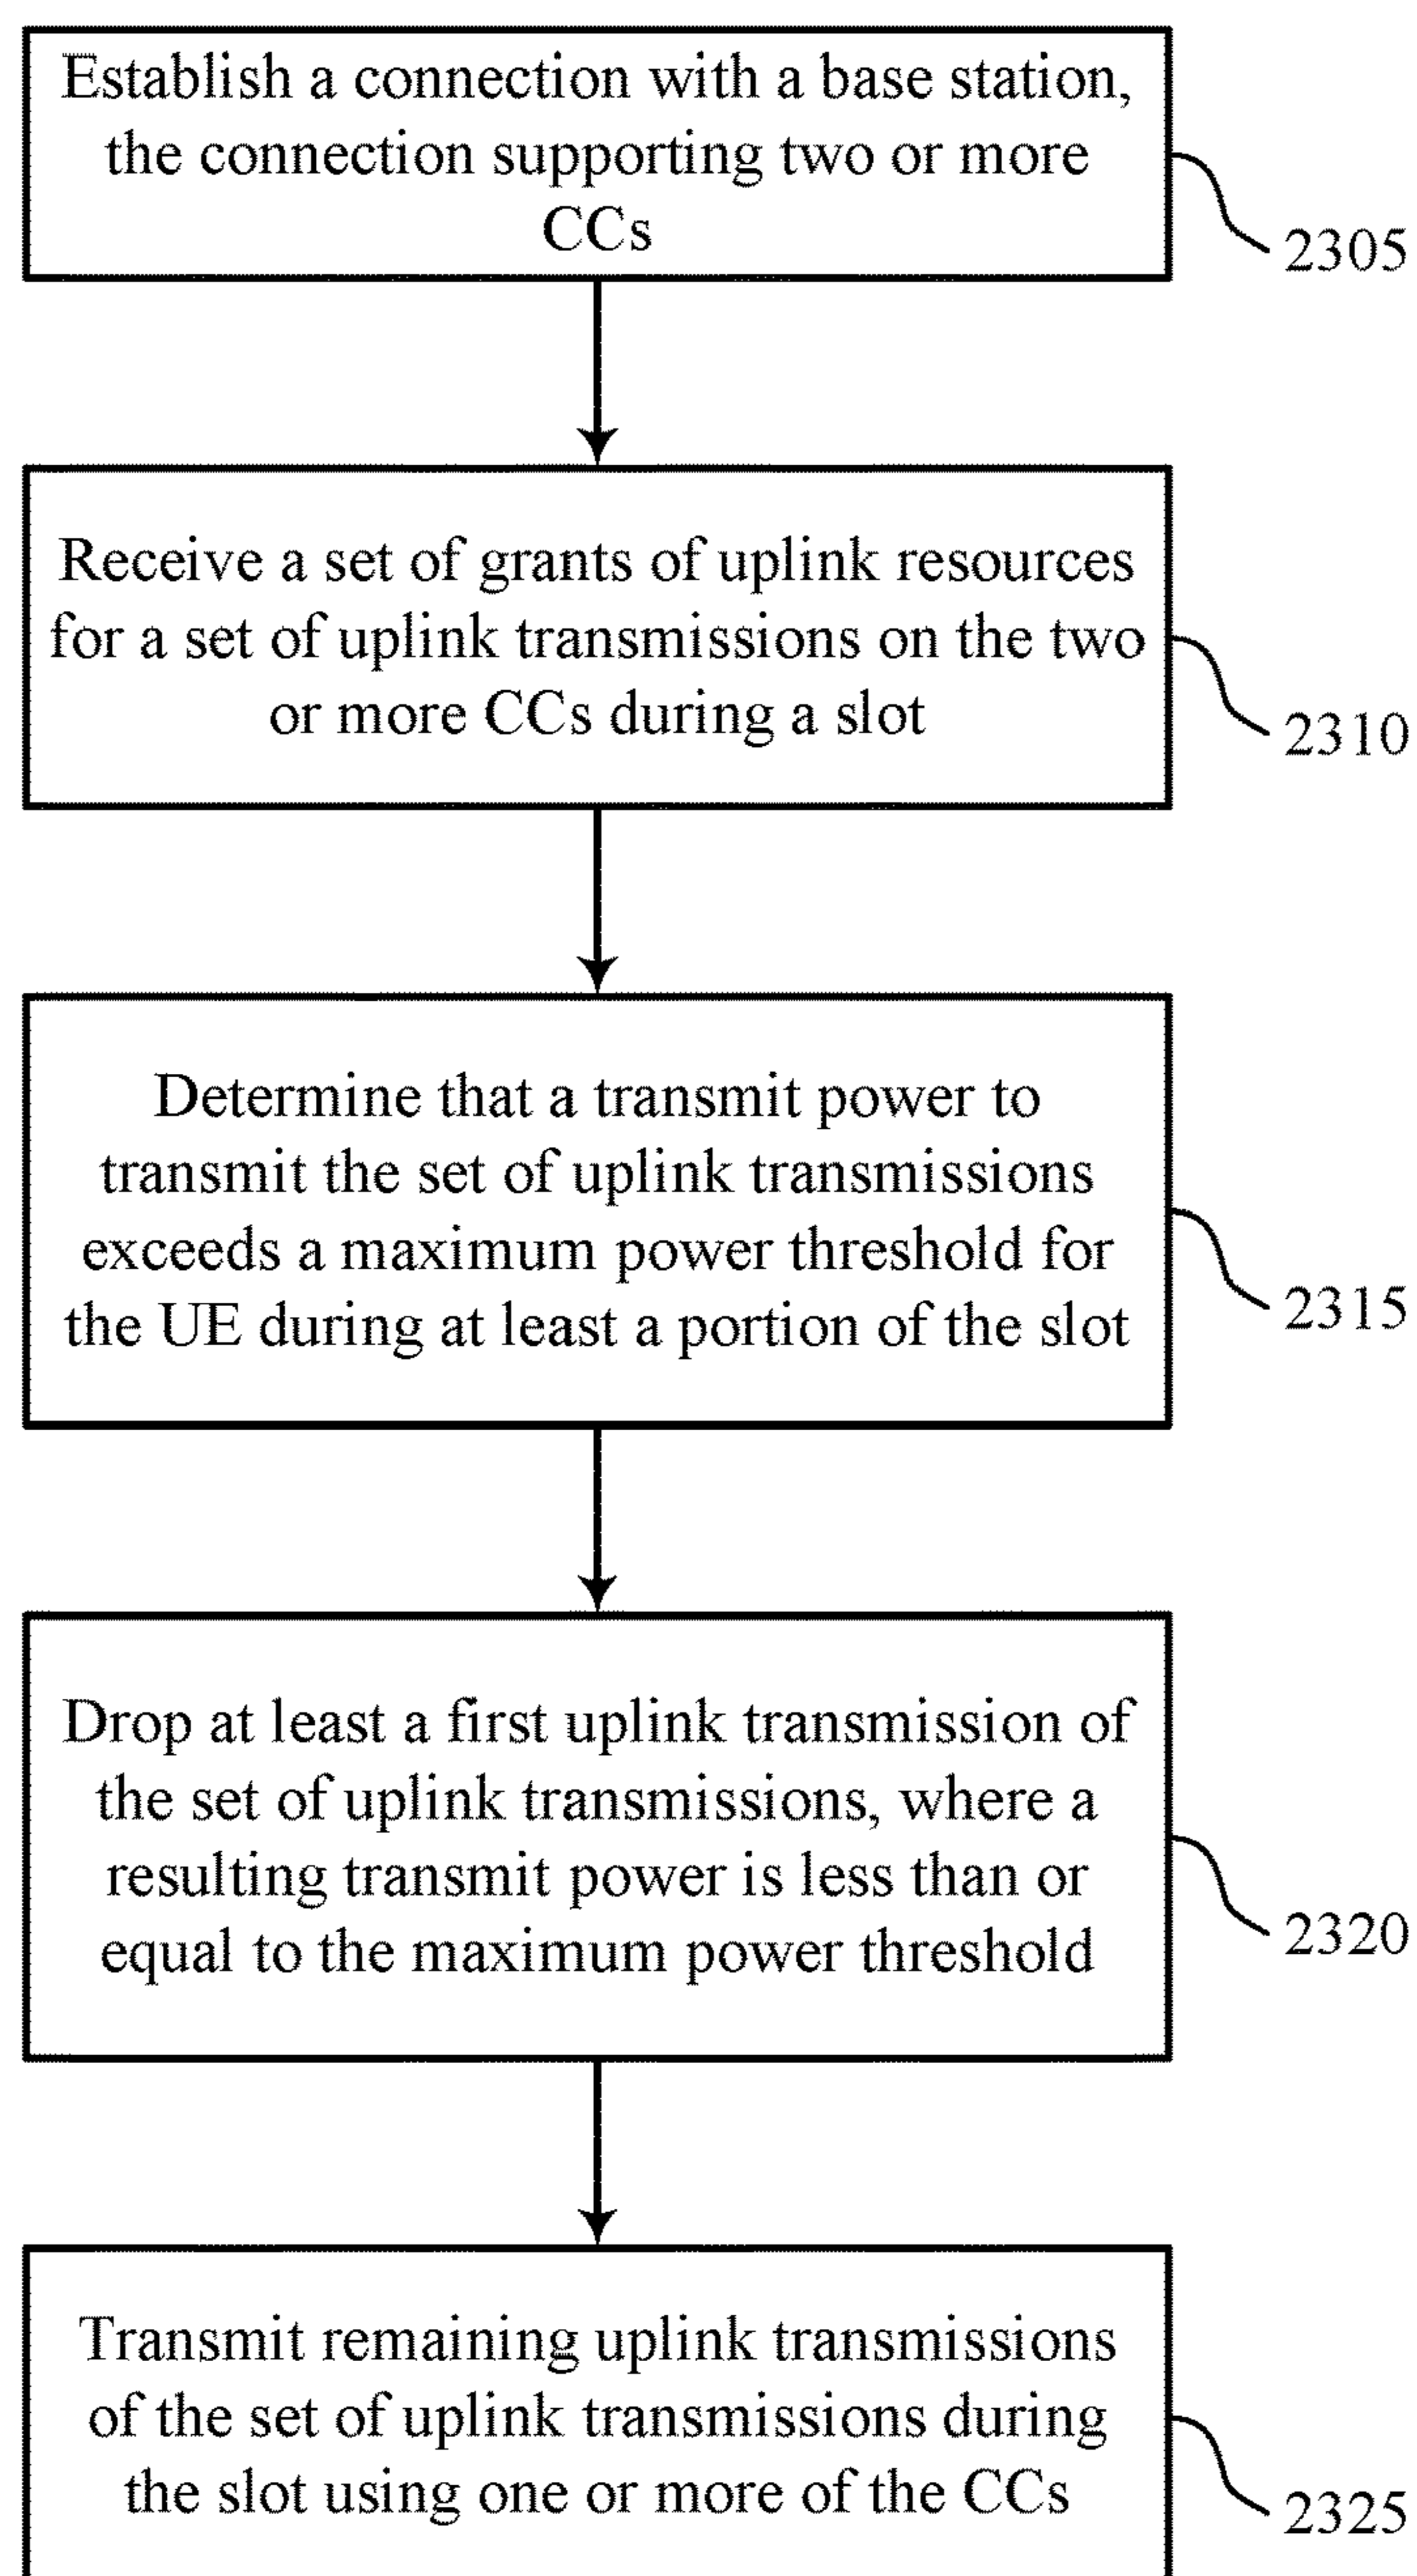 Establish a connection with a base station,
the connection supporting two or more
CCs
2305
Receive a set of grants of uplink resources
for a set of uplink transmissions on the two
or more CCs during a slot
2310
Determine that a transmit power to
transmit the set of uplink transmissions
exceeds a maximum power threshold for
the UE during at least a portion of the slot
2315
Drop at least a first uplink transmission of
the set of uplink transmissions, where a
resulting transmit power is less than or
equal to the maximum power threshold
2320
Transmit remaining uplink transmissions
of the set of uplink transmissions during
the slot using one or more of the CCs
2325